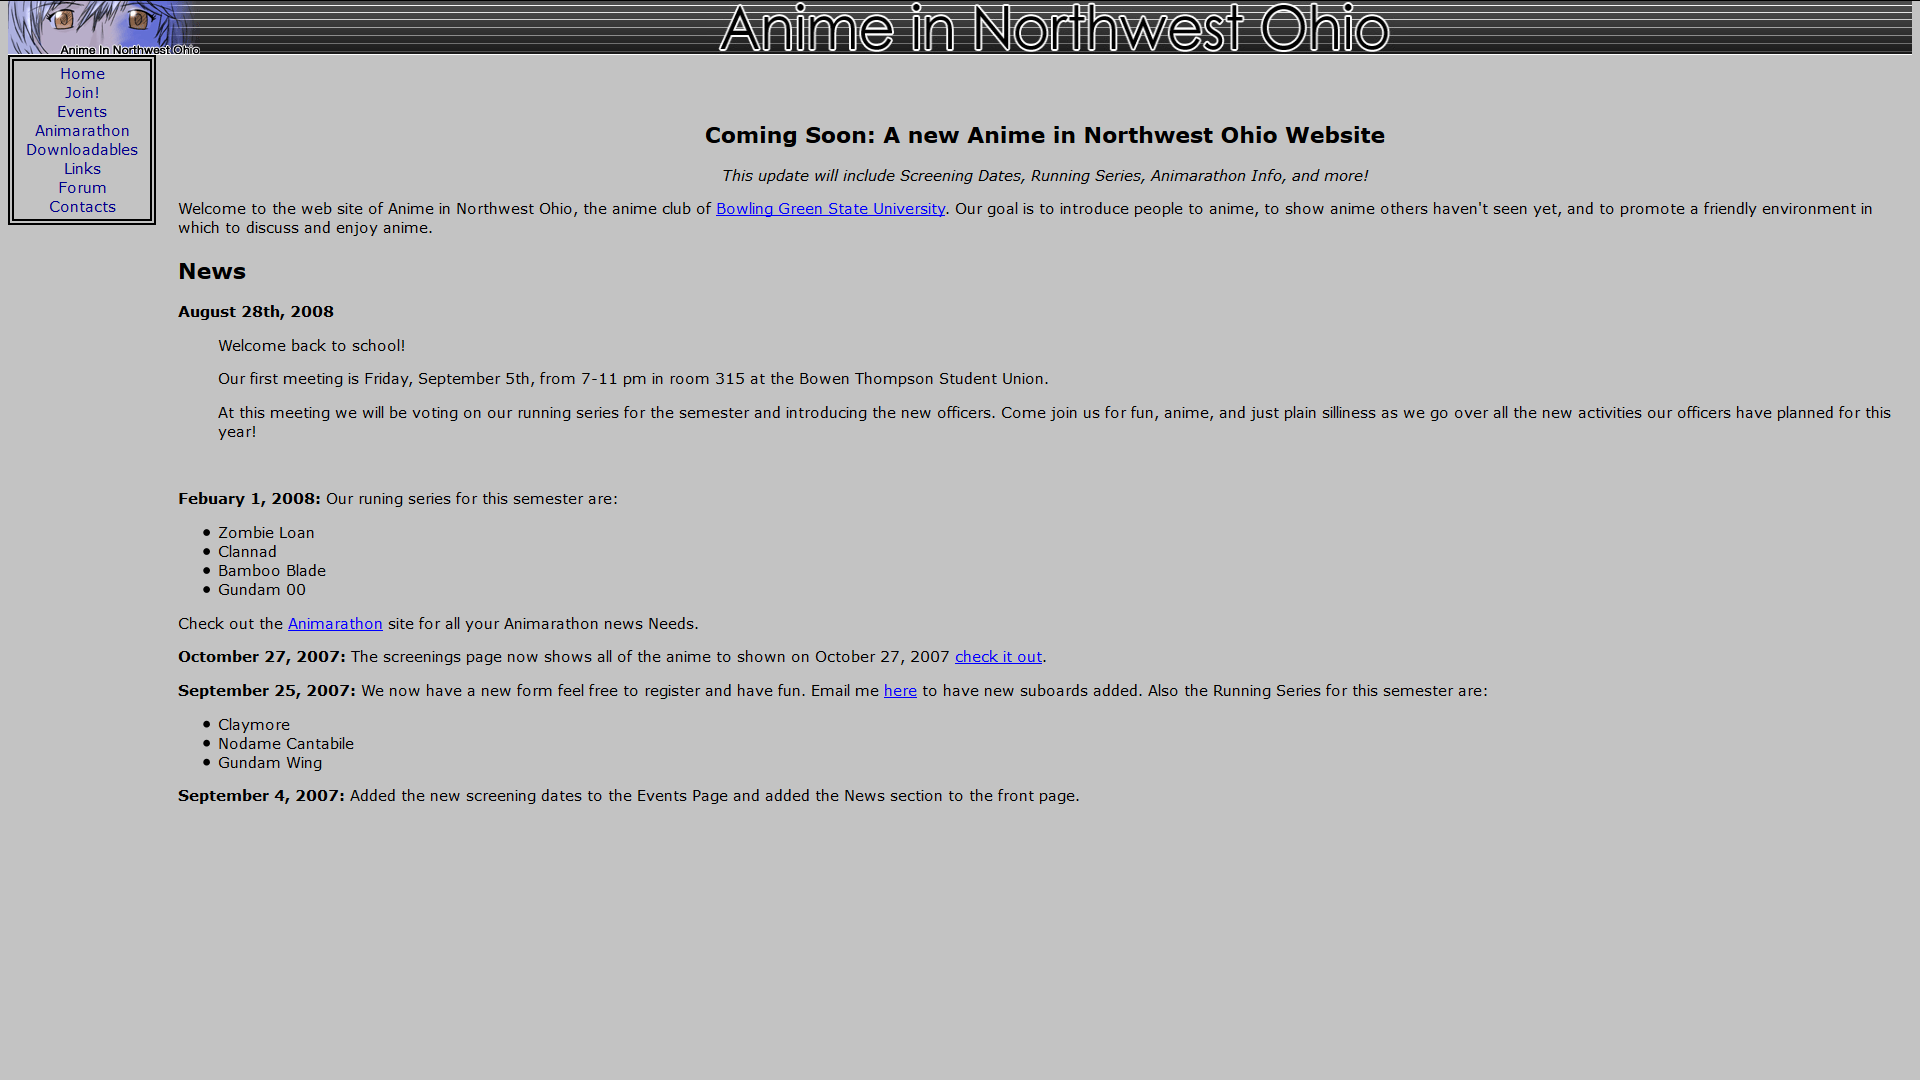 Anime In Northwest Ohio
Anime in Northwest Ohio
Home
Join!
Events
Animarathon
Downloadables
Links
Forum
Contacts
Coming Soon: A new Anime in Northwest Ohio Website
This update will include Screening Dates, Running Series, Animarathon Info, and more!
Welcome to the web site of Anime in Northwest Ohio, the anime club of Bowling Green State University. Our goal is to introduce people to anime, to show anime others haven't seen yet, and to promote a friendly environment in
which to discuss and enjoy anime.
News
August 28th, 2008
Welcome back to school!
Our first meeting is Friday, September 5th, from 7-11 pm in room 315 at the Bowen Thompson Student Union.
At this meeting we will be voting on our running series for the semester and introducing the new officers. Come join us for fun, anime, and just plain silliness as we go over all the new activities our officers have planned for this
year!
Febuary 1, 2008: Our runing series for this semester are:
• Zombie Loan
• Clannad
• Bamboo Blade
• Gundam 00
Check out the Animarathon site for all your Animarathon news Needs.
Octomber 27, 2007: The screenings page now shows all of the anime to shown on October 27, 2007 check it out.
September 25, 2007: We now have a new form feel free to register and have fun. Email me here to have new suboards added. Also the Running Series for this semester are:
• Claymore
• Nodame Cantabile
• Gundam Wing
September 4, 2007: Added the new screening dates to the Events Page and added the News section to the front page.